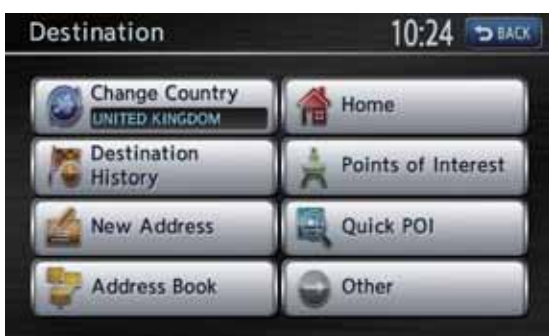 Destination
10:24
BACK
Change Country
UNITED KINGDOM
Home
Destination
History
Points of Interest
New Address
Quick POI
Address Book
Other